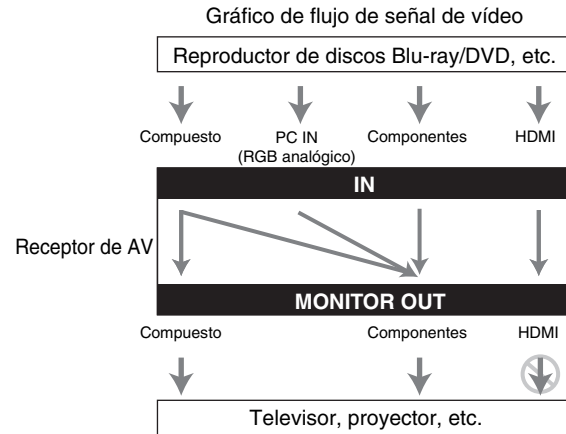 Gráfico de flujo de señal de vídeo
Reproductor de discos Blu-ray/DVD, etc.
Compuesto
PC IN
(RGB analógico)
Componentes
HDMI
IN
Receptor de AV
MONITOR OUT
Compuesto
Componentes
HDMI
Televisor, proyector, etc.